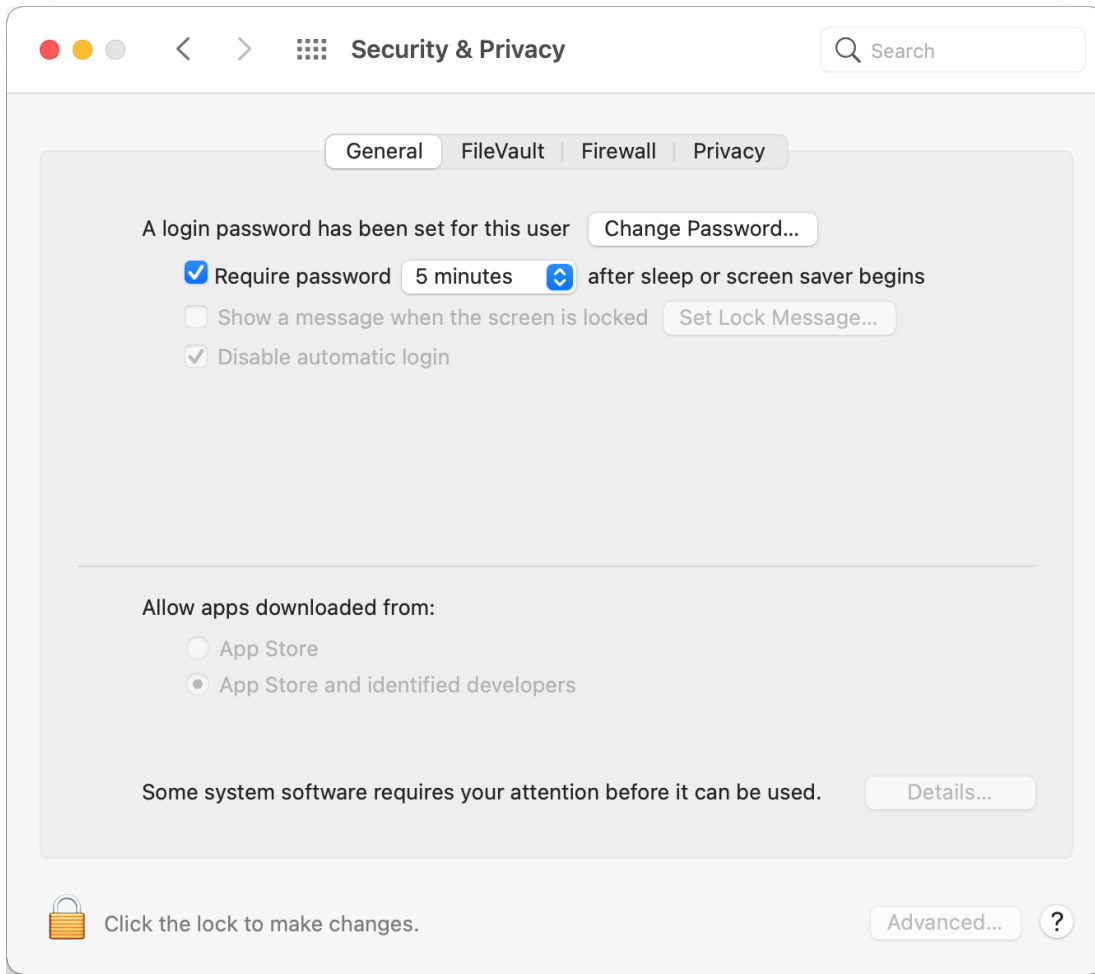 Security & Privacy
Search
General FileVault Firewall Privacy
A login password has been set for this user Change Password...
Require password 5 minutes after sleep or screen saver begins
Show a message when the screen is locked Set Lock Message...
Disable automatic login
Allow apps downloaded from:
App Store
App Store and identified developers
Some system software requires your attention before it can be used. Details...
Click the lock to make changes. Advanced... ?